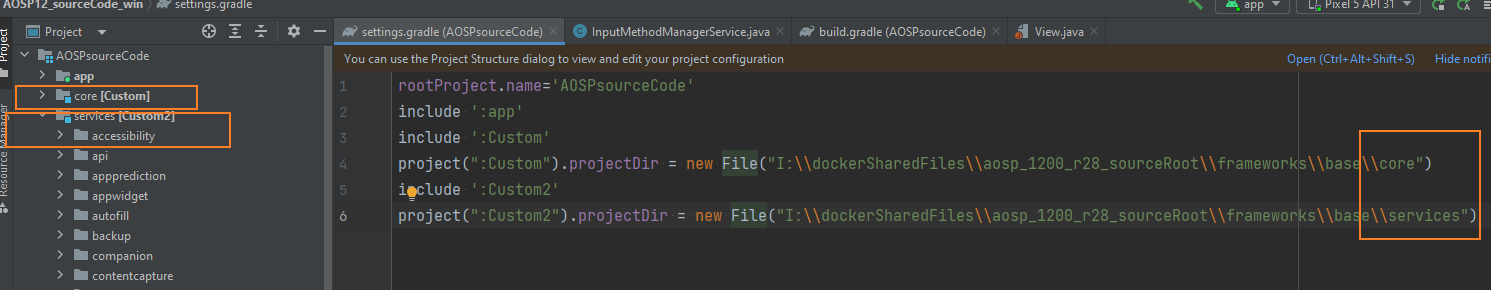 AOSP12_sourceCode_win settings.gradle
app Pixel 5 API 31
Project
settings.gradle (AOSPsourceCode) InputMethodManagerService.java build.gradle (AOSPsourceCode) View.java
Project
Resource Manager
AOSPsourceCode
app
core [Custom]
services [Custom2]
accessibility
api
appprediction
appwidget
autofill
backup
companion
contentcapture
You can use the Project Structure dialog to view and edit your project configuration
Open (Ctrl+Alt+Shift+S) Hide notifi
1 rootProject.name='AOSPsourceCode'
2 include ':app'
3 include ':Custom'
4 project(":Custom").projectDir = new File("I:\\dockerSharedFiles\\aosp_1200_r28_sourceRoot\\frameworks\\base\\core")
5 include ':Custom2'
6 project(":Custom2").projectDir = new File("I:\\dockerSharedFiles\\aosp_1200_r28_sourceRoot\\frameworks\\base\\services")